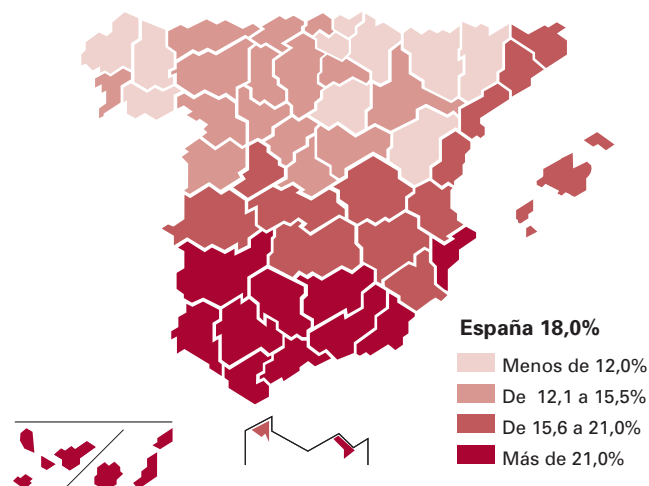 España 18,0%
Menos de 12,0%
De 12,1 a 15,5%
De 15,6 a 21,0%
Más de 21,0%